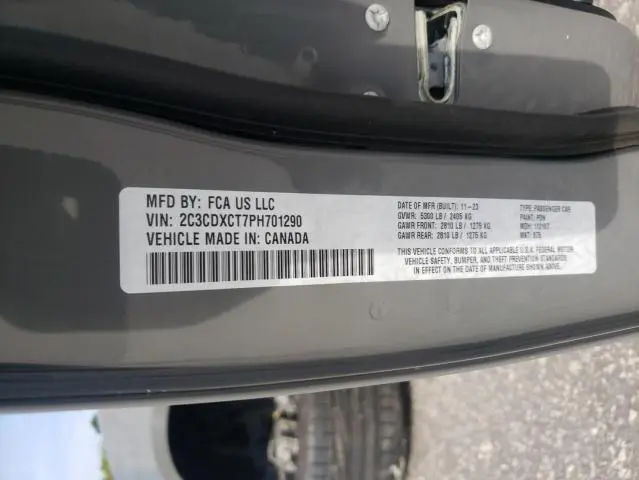 MFD BY: FCA US LLC
VIN: 2C3CDXCT7PH701290
VEHICLE MADE IN: CANADA
DATE OF MFR (BUILT): 11-23
GVWR: 5300 LB / 2405 KG
GAWR FRONT: 2810 LB / 1275 KG
GAWR REAR: 2810 LB / 1275 KG
TYPE: PASSENGER CAR
PAINT: PDN
MDH:
MKT:
THIS VEHICLE CONFORMS TO ALL APPLICABLE U.S.A. FEDERAL MOTOR
VEHICLE SAFETY, BUMPER, AND THEFT PREVENTION STANDARDS
IN EFFECT ON THE DATE OF MANUFACTURE SHOWN ABOVE.